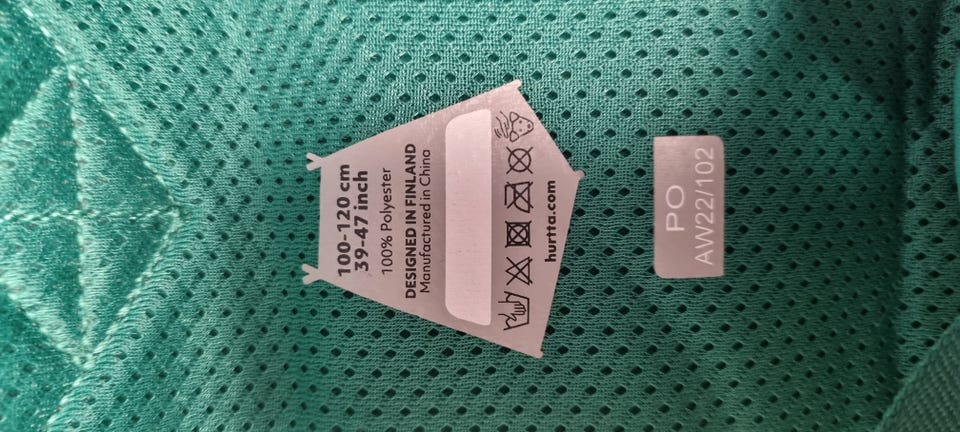 100-120 cm
39-47 inch
100% Polyester
DESIGNED IN FINLAND
Manufactured in China
hurtta.com
PO
AW22/102